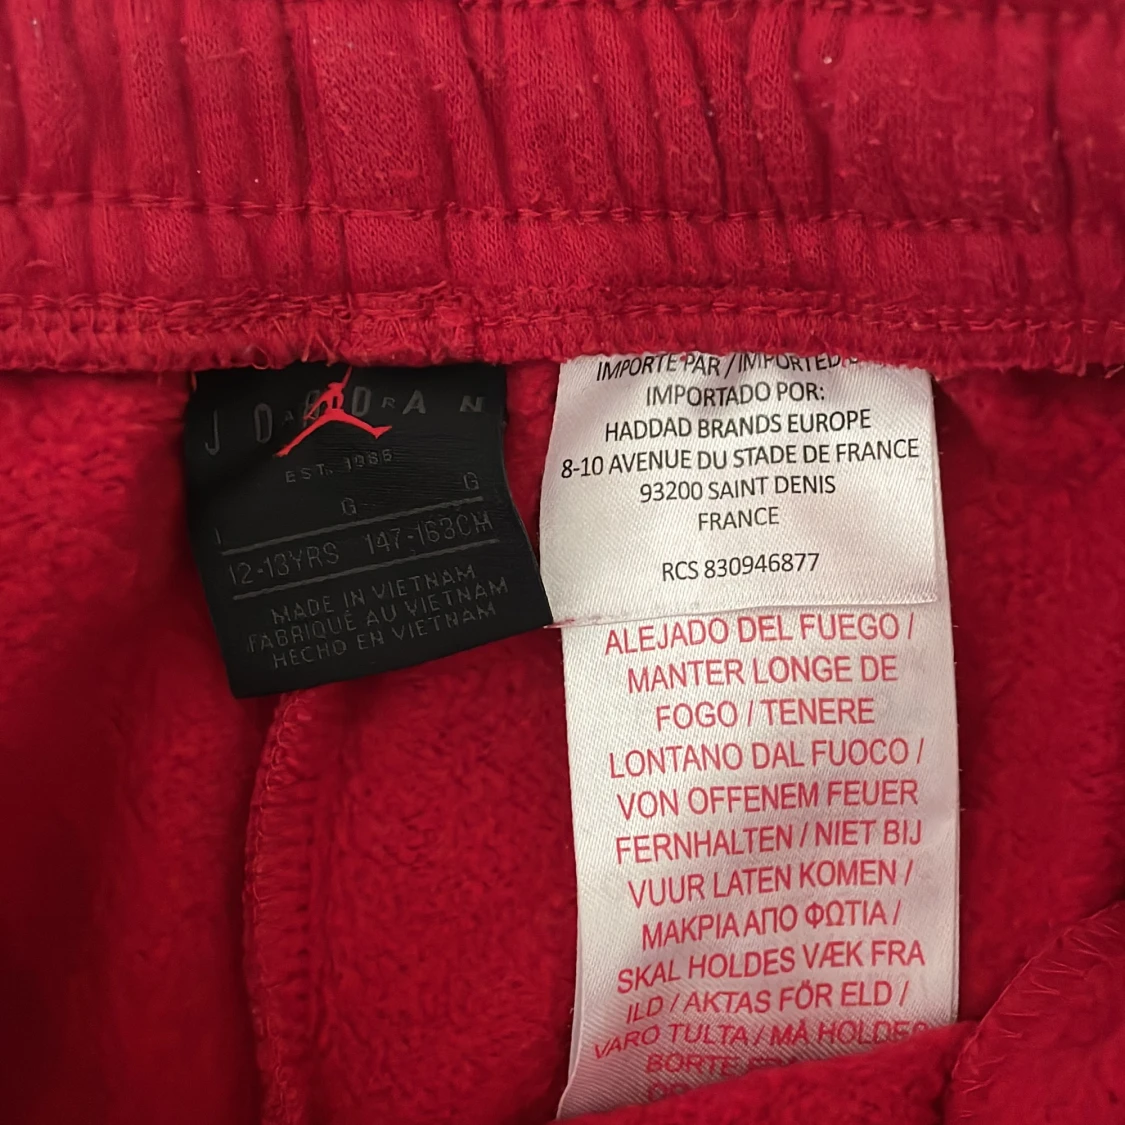 JORDAN
EST. 1985
G G
12-13YRS 147-163CM
MADE IN VIETNAM
FABRIQUÉ AU VIETNAM
HECHO EN VIETNAM
IMPORTÉ PAR / IMPORTED
IMPORTADO POR:
HADDAD BRANDS EUROPE
8-10 AVENUE DU STADE DE FRANCE
93200 SAINT DENIS
FRANCE
RCS 830946877
ALEJADO DEL FUEGO /
MANTER LONGE DE
FOGO / TENERE
LONTANO DAL FUOCO /
VON OFFENEM FEUER
FERNHALTEN / NIET BIJ
VUUR LATEN KOMEN /
ΜΑΚΡΙΑ ΑΠΟ ΦΩΤΙΑ /
SKAL HOLDES VÆK FRA
ILD / AKTAS FÖR ELD /
VARO TULTA / MÅ HOLDES
BORTE